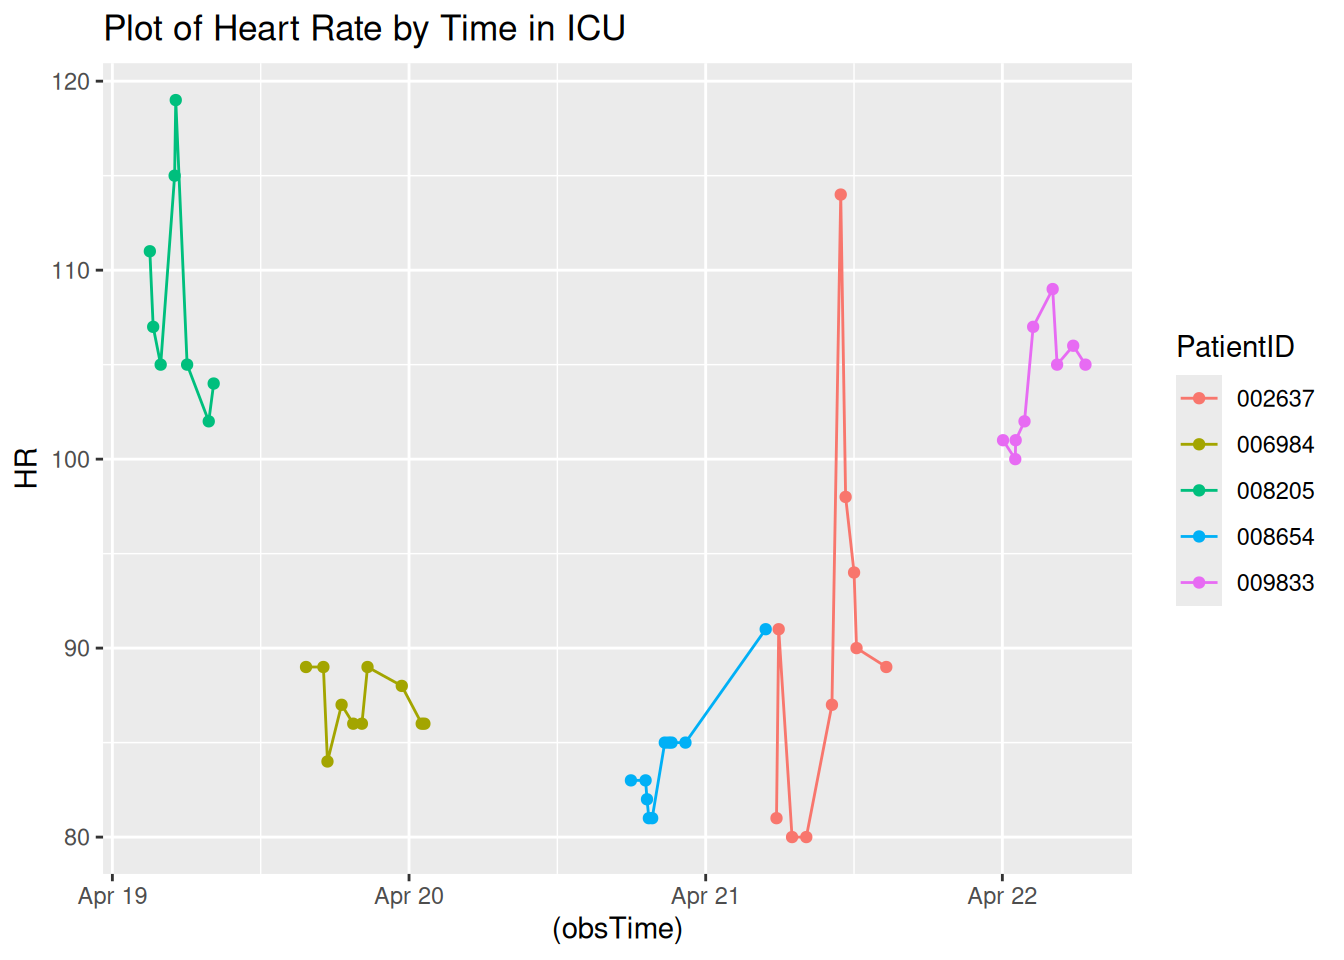 Plot of Heart Rate by Time in ICU
120
110
100
90
80
HR
Apr 19
Apr 20
Apr 21
Apr 22
(obsTime)
PatientID
002637
006984
008205
008654
009833